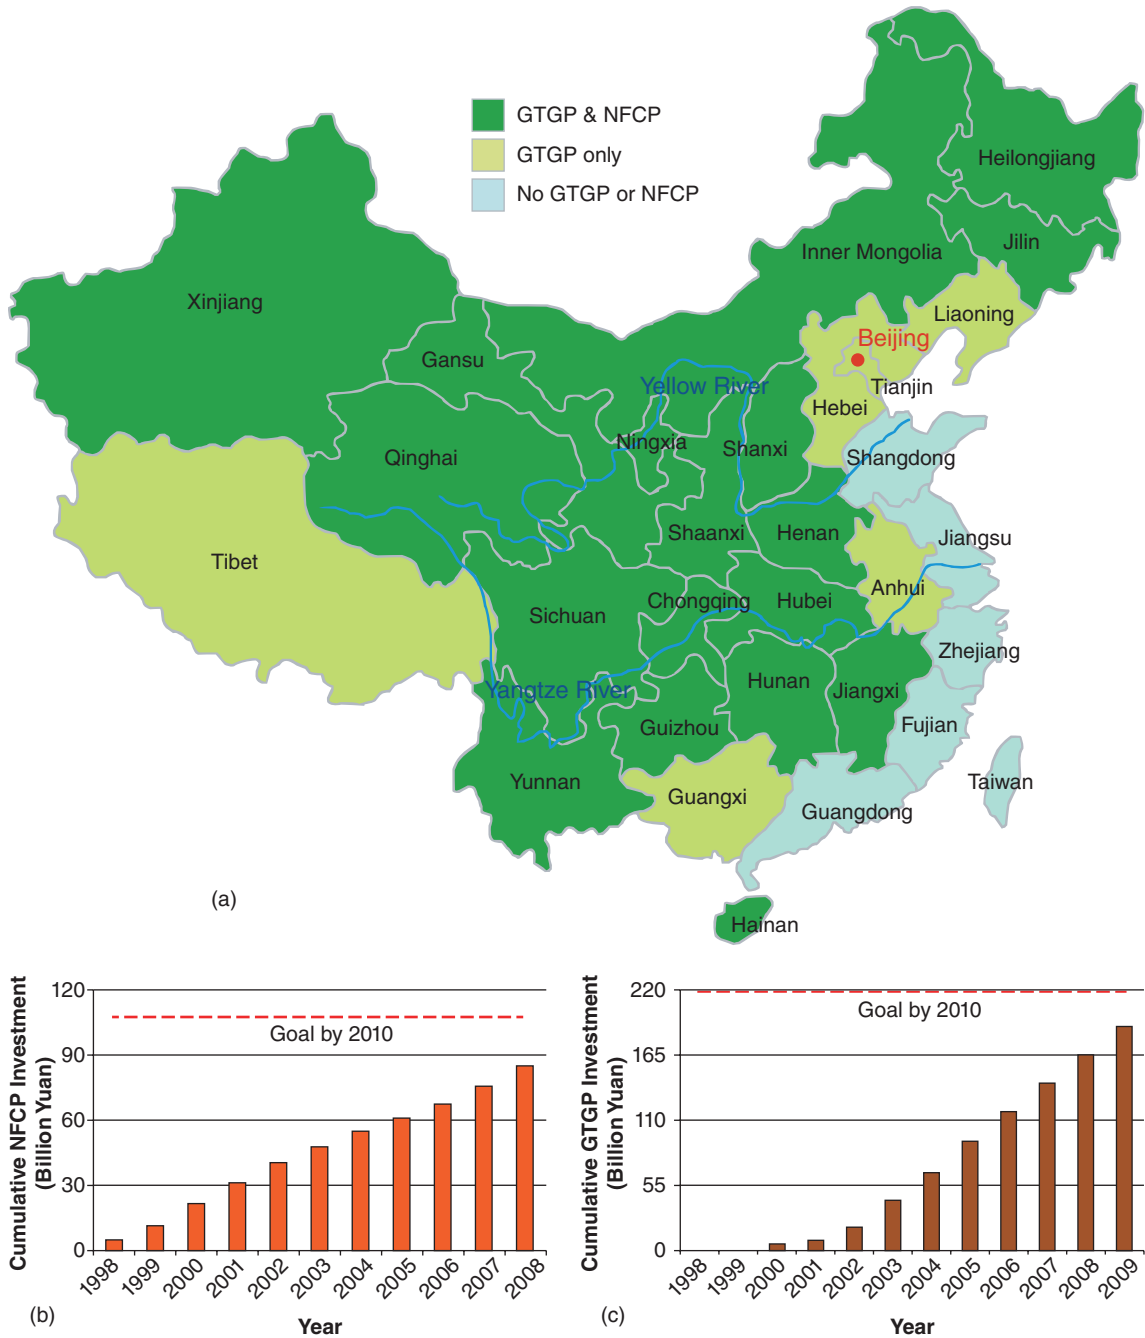 GTGP & NFCP
GTGP only
No GTGP or NFCP
Heilongjiang
Jilin
Inner Mongolia
Liaoning
Xinjiang
Beijing
Gansu
Tianjin
Yellow River
Hebei
Ningxia
Shanxi
Qinghai
Shangdong
Shaanxi
Henan
Jiangsu
Tibet
Anhui
Chongqing
Hubei
Sichuan
Zhejiang
Hunan
Jiangxi
Yangtze River
Guizhou
Fujian
Yunnan
Guangxi
Guangdong
Taiwan
(a)
Hainan
Cumulative NFCP Investment
(Billion Yuan)
120
90
60
30
0
Goal by 2010
1998
1999
2000
2001
2002
2003
2004
2005
2006
2007
2008
(b)
Year
Cumulative GTGP Investment
(Billion Yuan)
220
165
110
55
0
Goal by 2010
1998
1999
2000
2001
2002
2003
2004
2005
2006
2007
2008
2009
(c)
Year